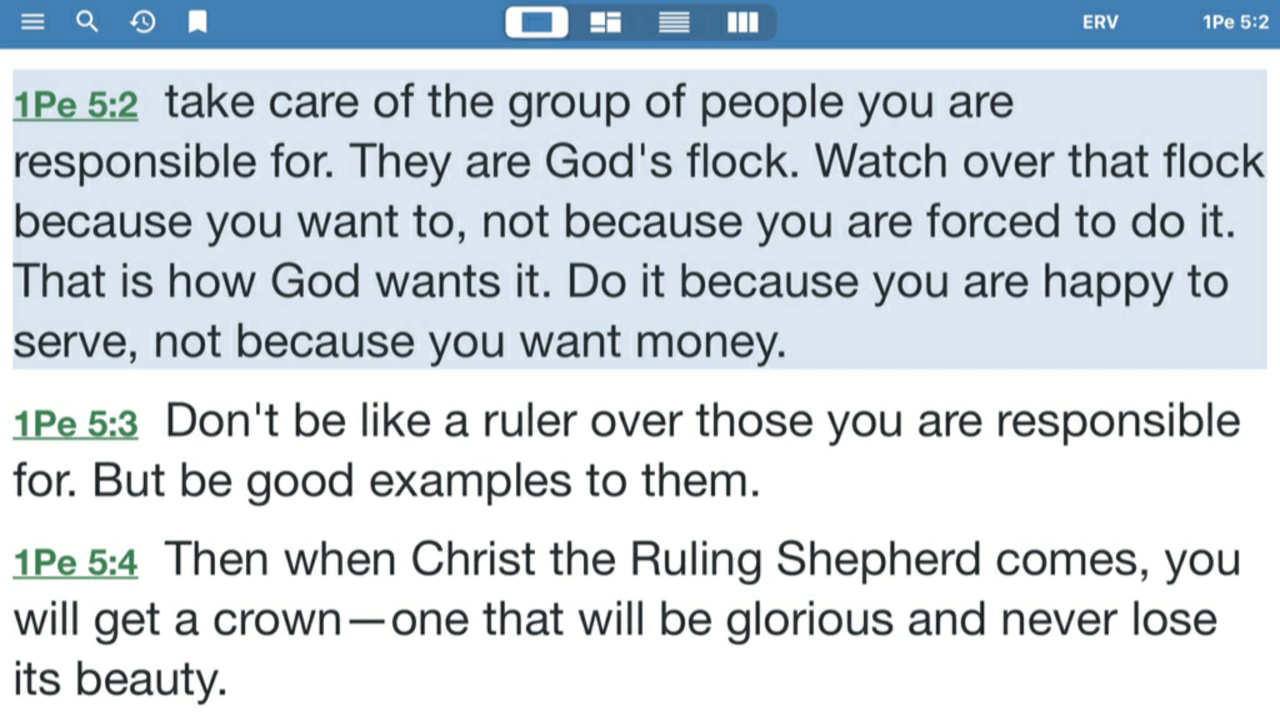 ERV 1Pe 5:2
1Pe 5:2 take care of the group of people you are
responsible for. They are God's flock. Watch over that flock
because you want to, not because you are forced to do it.
That is how God wants it. Do it because you are happy to
serve, not because you want money.
1Pe 5:3 Don't be like a ruler over those you are responsible
for. But be good examples to them.
1Pe 5:4 Then when Christ the Ruling Shepherd comes, you
will get a crown—one that will be glorious and never lose
its beauty.